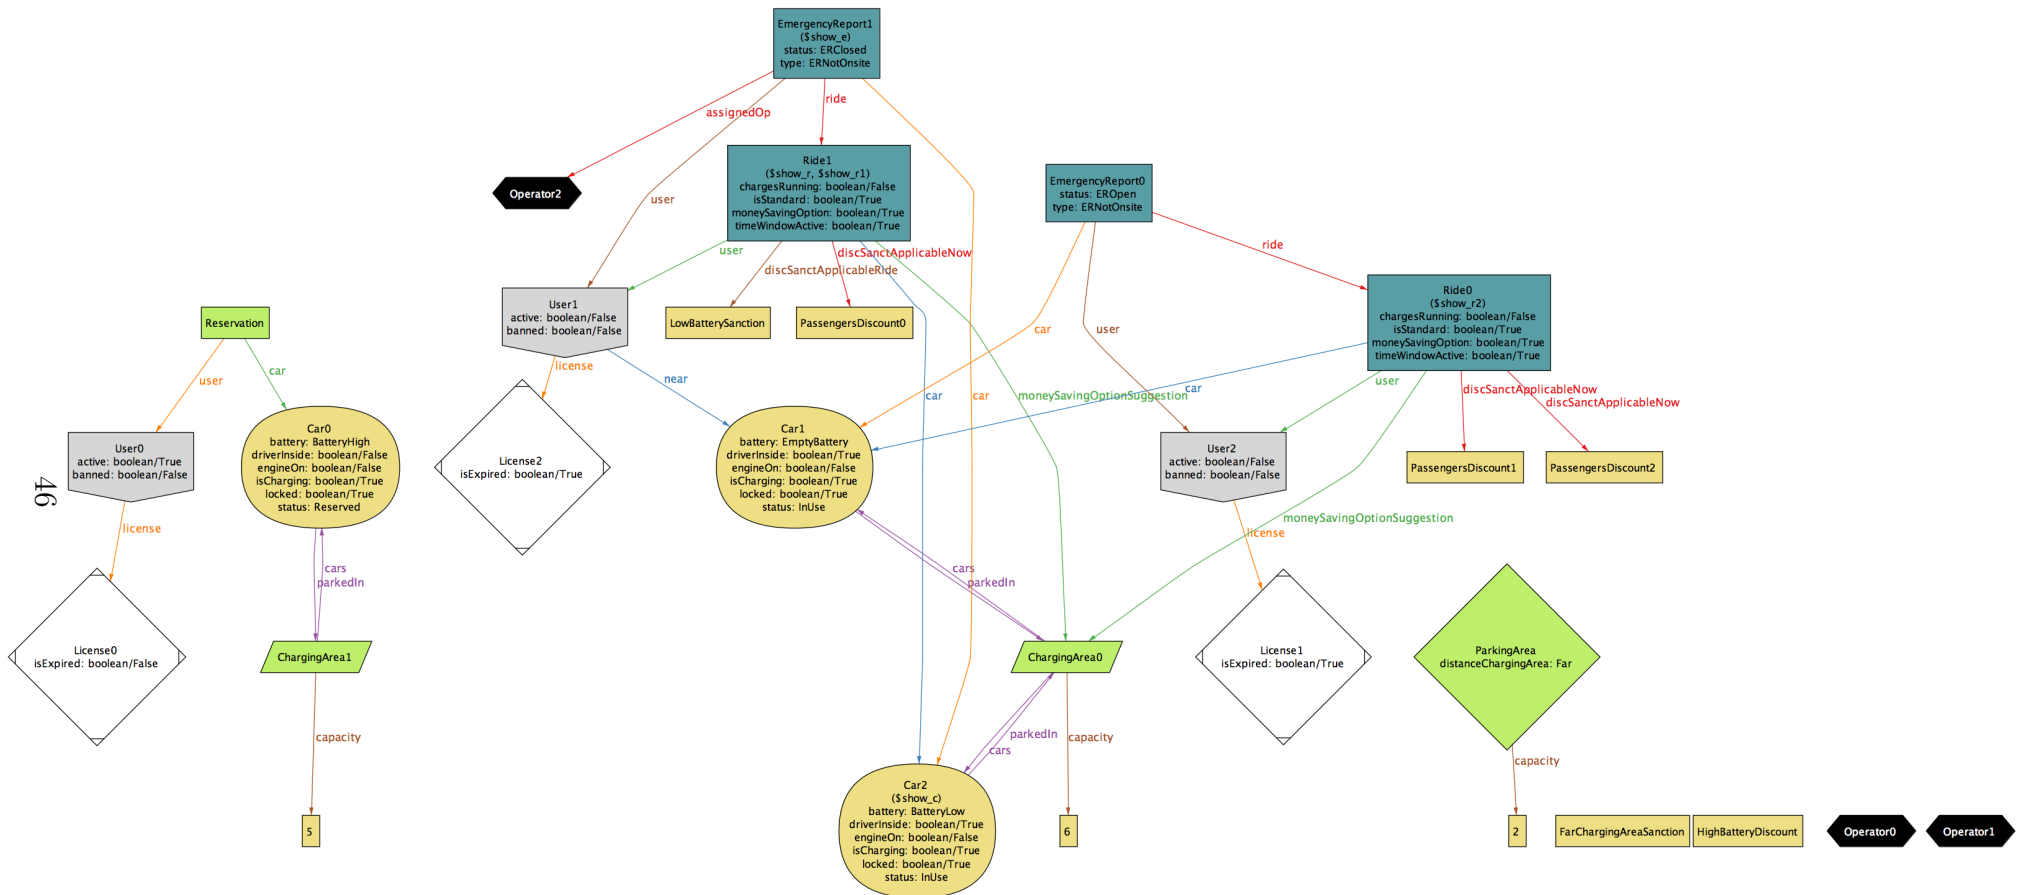 EmergencyReport1
($show_e)
status: ERClosed
type: ERNotOnsite
assignedOp
ride
user
car
Operator2
Ride1
($show_r, $show_r1)
chargesRunning: boolean/False
isStandard: boolean/True
moneySavingOption: boolean/True
timeWindowActive: boolean/True
EmergencyReport0
status: EROpen
type: ERNotOnsite
ride
user
discSanctApplicableNow
discSanctApplicableRide
car
moneySavingOptionSuggestion
car
user
Ride0
($show_r2)
chargesRunning: boolean/False
isStandard: boolean/True
moneySavingOption: boolean/True
timeWindowActive: boolean/True
Reservation
User1
active: boolean/False
banned: boolean/False
LowBatterySanction
PassengersDiscount0
user
car
license
near
car
user
discSanctApplicableNow
discSanctApplicableNow
moneySavingOptionSuggestion
User0
active: boolean/True
banned: boolean/False
Car0
battery: BatteryHigh
driverInside: boolean/False
engineOn: boolean/False
isCharging: boolean/True
locked: boolean/True
status: Reserved
License2
isExpired: boolean/True
Car1
battery: EmptyBattery
driverInside: boolean/True
engineOn: boolean/False
isCharging: boolean/True
locked: boolean/True
status: InUse
User2
active: boolean/False
banned: boolean/False
PassengersDiscount1
PassengersDiscount2
46
license
cars
parkedIn
cars
parkedIn
license
License0
isExpired: boolean/False
ChargingArea1
ChargingArea0
License1
isExpired: boolean/True
ParkingArea
distanceChargingArea: Far
capacity
parkedIn
cars
capacity
capacity
5
Car2
($show_c)
battery: BatteryLow
driverInside: boolean/True
engineOn: boolean/False
isCharging: boolean/True
locked: boolean/True
status: InUse
6
2
FarChargingAreaSanction
HighBatteryDiscount
Operator0
Operator1